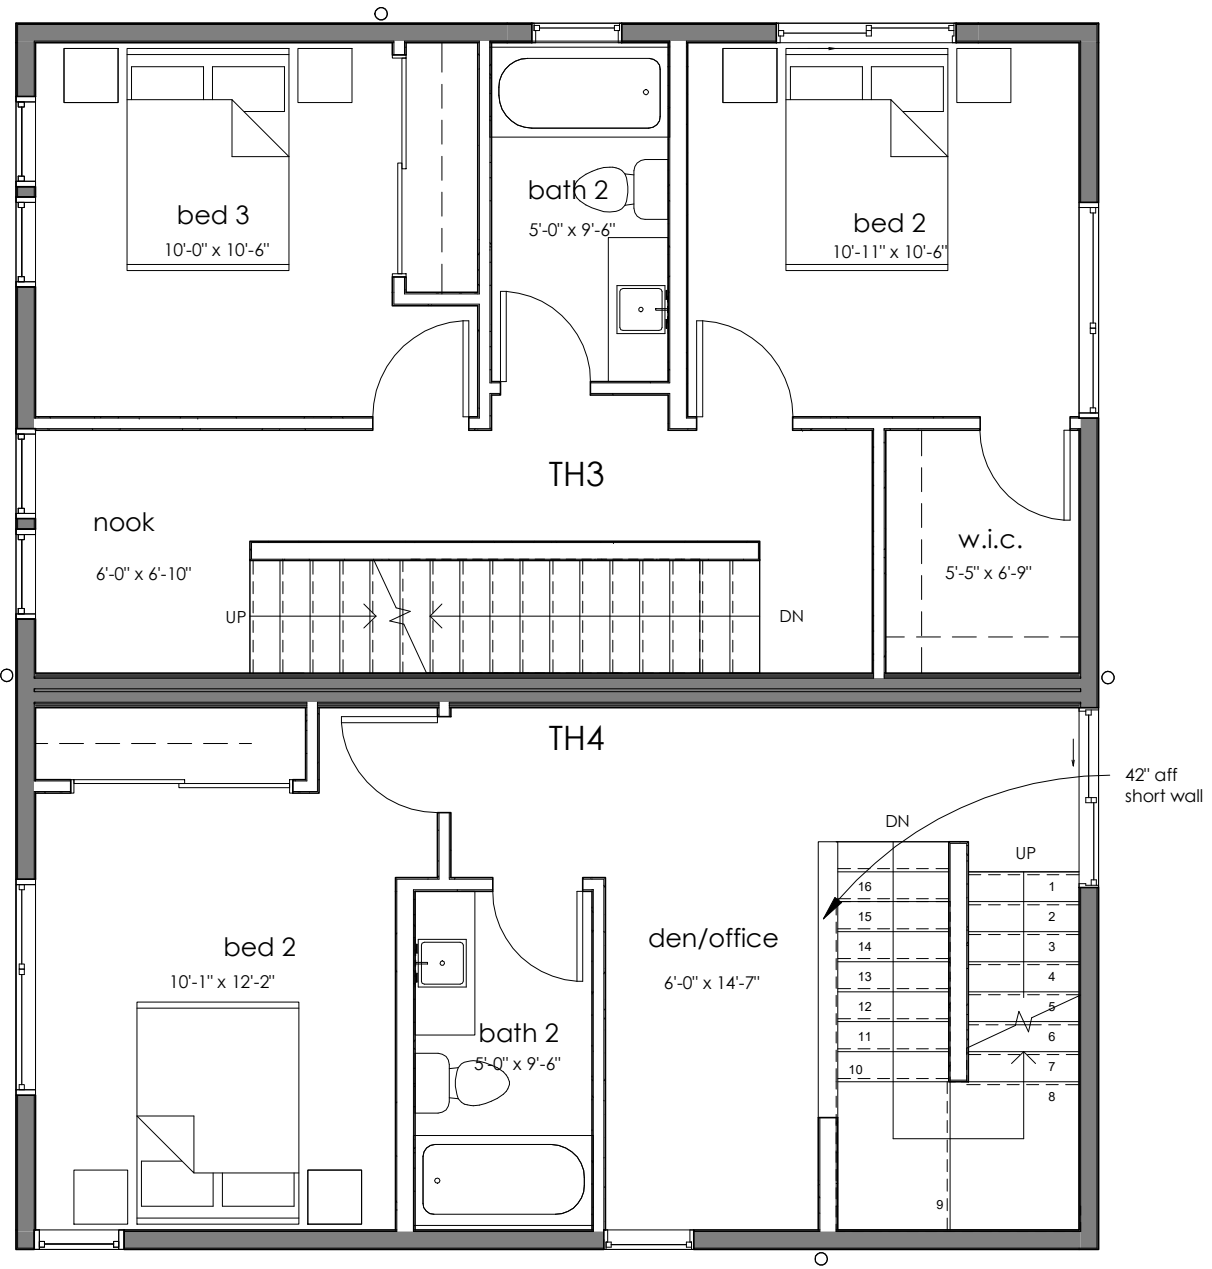 bed 3
10'-0" x 10'-6"
bath 2
5'-0" x 9'-6"
bed 2
10'-11" x 10'-6"
TH3
nook
6'-0" x 6'-10"
w.i.c.
5'-5" x 6'-9"
UP
DN
TH4
42" aff
short wall
DN
UP
16
15
14
13
12
11
10
9
1
2
3
4
5
6
7
8
den/office
6'-0" x 14'-7"
bed 2
10'-1" x 12'-2"
bath 2
5'-0" x 9'-6"